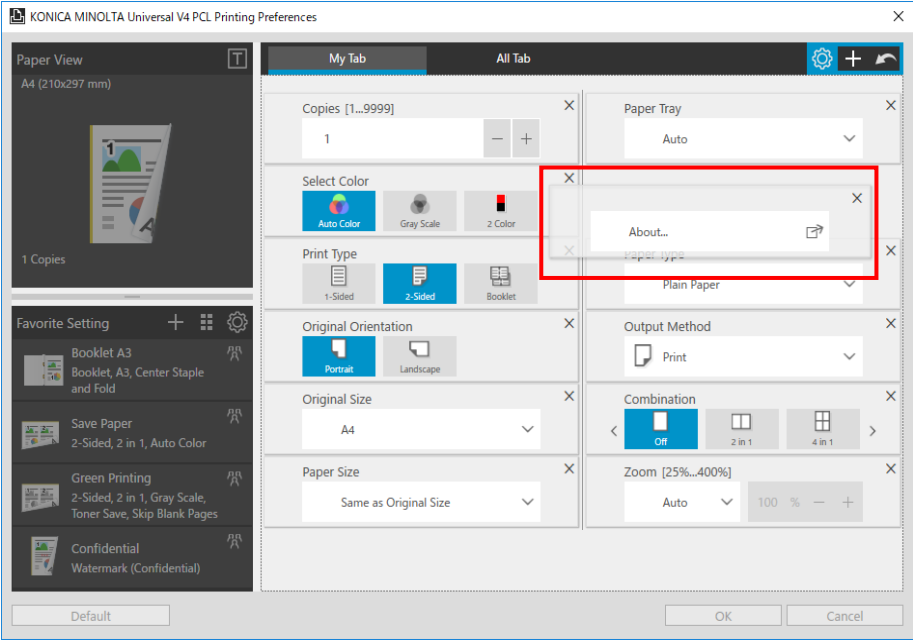 KONICA MINOLTA Universal V4 PCL Printing Preferences
Paper View
T
A4 (210x297 mm)
1
1 Copies
Favorite Setting
Booklet A3
Booklet, A3, Center Staple
and Fold
Save Paper
2-Sided, 2 in 1, Auto Color
Green Printing
2-Sided, 2 in 1, Gray Scale,
Toner Save, Skip Blank Pages
Confidential
Watermark (Confidential)
My Tab
All Tab
Copies [1...9999]
1
Select Color
Auto Color
Gray Scale
2 Color
Print Type
1-Sided
2-Sided
Booklet
Original Orientation
Portrait
Landscape
Original Size
A4
Paper Size
Same as Original Size
Paper Tray
Auto
About...
Paper Type
Plain Paper
Output Method
Print
Combination
Off
2 in 1
4 in 1
Zoom [25%...400%]
Auto
100 %
Default
OK
Cancel